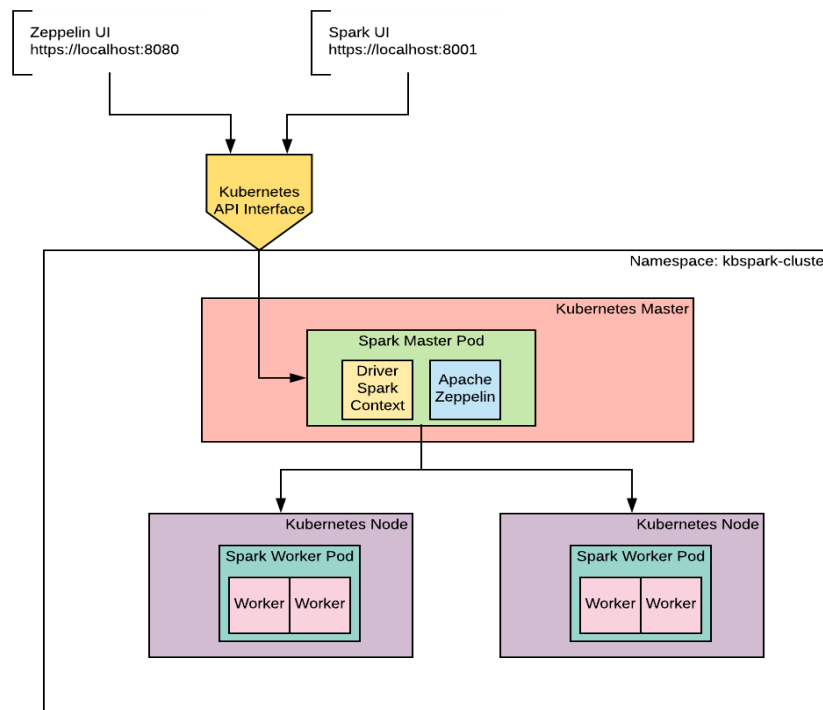 Zeppelin UI
https://localhost:8080
Spark UI
https://localhost:8001
Kubernetes
API Interface
Namespace: kbspark-cluste
Kubernetes Master
Spark Master Pod
Driver
Spark
Context
Apache
Zeppelin
Kubernetes Node
Spark Worker Pod
Worker
Worker
Kubernetes Node
Spark Worker Pod
Worker
Worker